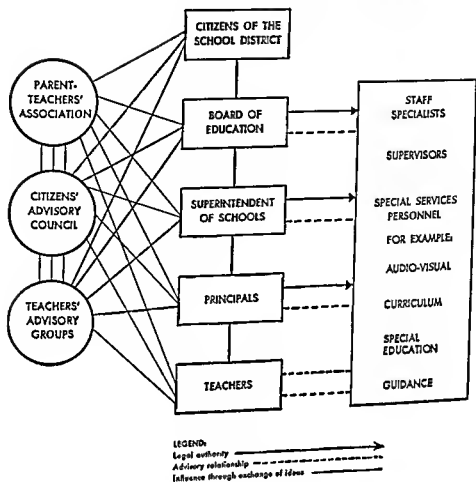 CITIZENS OF THE
SCHOOL DISTRICT
PARENT-
TEACHERS'
ASSOCIATION
BOARD OF
EDUCATION
CITIZENS'
ADVISORY
COUNCIL
SUPERINTENDENT
OF SCHOOLS
TEACHERS'
ADVISORY
GROUPS
PRINCIPALS
TEACHERS
STAFF
SPECIALISTS
SUPERVISORS
SPECIAL SERVICES
PERSONNEL
FOR EXAMPLE:
AUDIO-VISUAL
CURRICULUM
SPECIAL
EDUCATION
GUIDANCE
LEGEND:
Legal authority
Advisory relationship
Influence through exchange of ideas